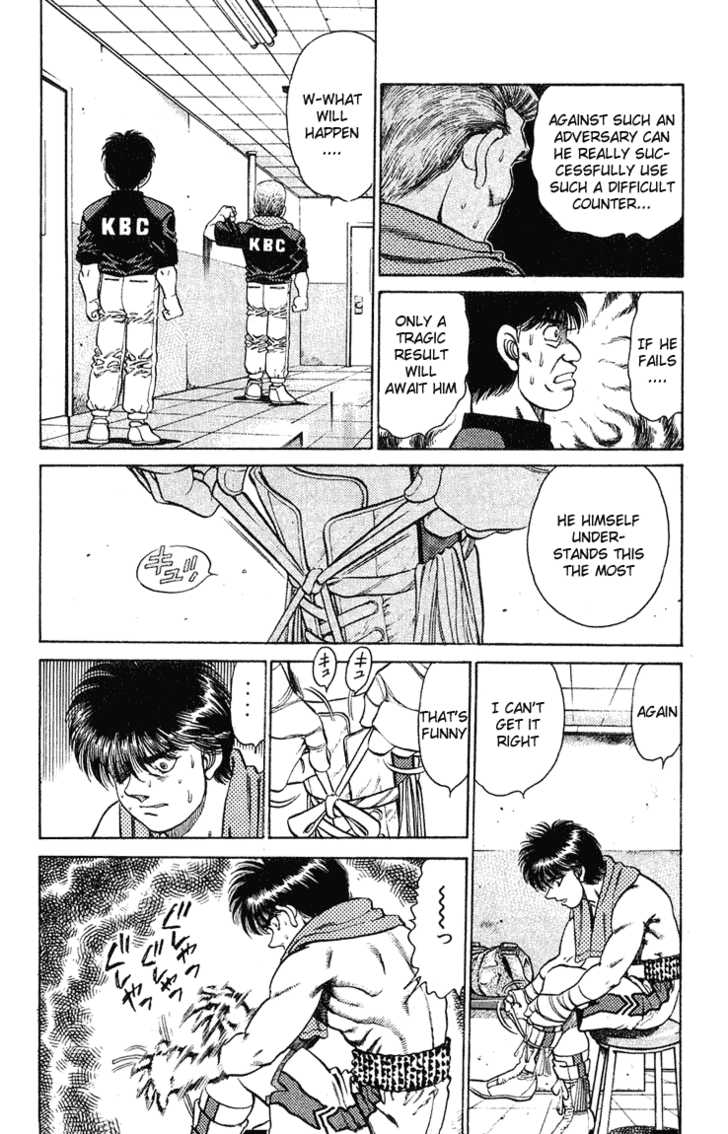 AGAINST SUCH AN
ADVERSARY CAN
HE REALLY SUC-
CESSFULLY USE
SUCH A DIFFICULT
COUNTER...
IF HE
FAILS
....
ONLY A
TRAGIC
RESULT
WILL
AWAIT HIM
W-WHAT
WILL
HAPPEN
....
KBC
KBC
HE HIMSELF
UNDER-
STANDS THIS
THE MOST
キュッ
AGAIN
I CAN'T
GET IT
RIGHT
キュ
キュ
THAT'S
FUNNY
...
~~っ
ぐしゃっ
ぐしゃっ